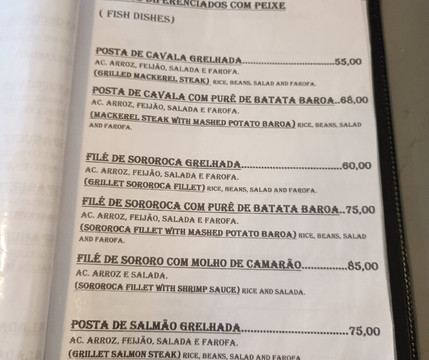 DIFERENCIADOS COM PEIXE
( FISH DISHES)
POSTA DE CAVALA GRELHADA..............................55,00
AC. ARROZ, FEIJÃO, SALADA E FAROFA.
(GRILLED MACKEREL STEAK) RICE, BEANS, SALAD AND FAROFA.
POSTA DE CAVALA COM PURÊ DE BATATA BAROA..68,00
AC. ARROZ, FEIJÃO, SALADA E FAROFA.
(MACKEREL STEAK WITH MASHED POTATO BAROA) RICE, BEANS, SALAD
AND FAROFA.
FILÉ DE SOROROCA GRELHADA..............................60,00
AC. ARROZ, FEIJÃO, SALADA E FAROFA.
(GRILLET SOROROCA FILLET) RICE, BEANS, SALAD AND FAROFA.
FILÉ DE SOROROCA COM PURÊ DE BATATA BAROA..75,00
AC. ARROZ, FEIJÃO, SALADA E FAROFA.
(SOROROCA FILLET WITH MASHED POTATO BAROA) RICE, BEANS, SALAD
AND FAROFA.
FILÉ DE SORORO COM MOLHO DE CAMARÃO..............85,00
AC. ARROZ E SALADA.
(SOROROCA FILLET WITH SHRIMP SAUCE) RICE AND SALADA.
POSTA DE SALMÃO GRELHADA................................75,00
AC. ARROZ, FEIJÃO, SALADA E FAROFA.
(GRILLET SALMON STEAK) RICE, BEANS, SALAD AND FAROFA